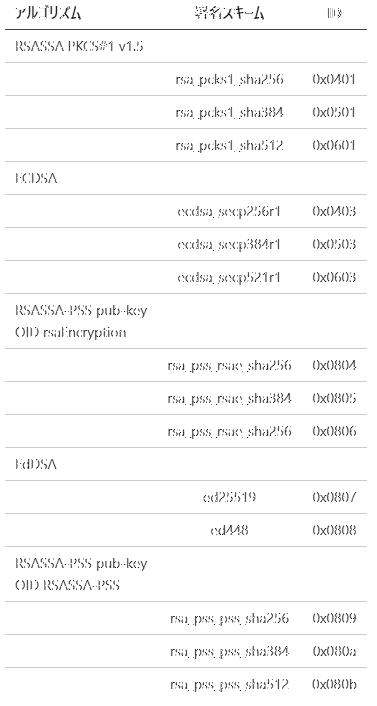 アルゴリズム 署名スキーム ID
RSASSA PKCS#1 v1.5
rsa_pcks1_sha256 0x0401
rsa_pcks1_sha384 0x0501
rsa_pcks1_sha512 0x0601
ECDSA
ecdsa_secp256r1 0x0403
ecdsa_secp384r1 0x0503
ecdsa_secp521r1 0x0603
RSASSA-PSS pub-key
OID rsaEncryption
rsa_pss_rsae_sha256 0x0804
rsa_pss_rsae_sha384 0x0805
rsa_pss_rsae_sha256 0x0806
EdDSA
ed25519 0x0807
ed448 0x0808
RSASSA-PSS pub-key
OID RSASSA-PSS
rsa_pss_pss_sha256 0x0809
rsa_pss_pss_sha384 0x080a
rsa_pss_pss_sha512 0x080b